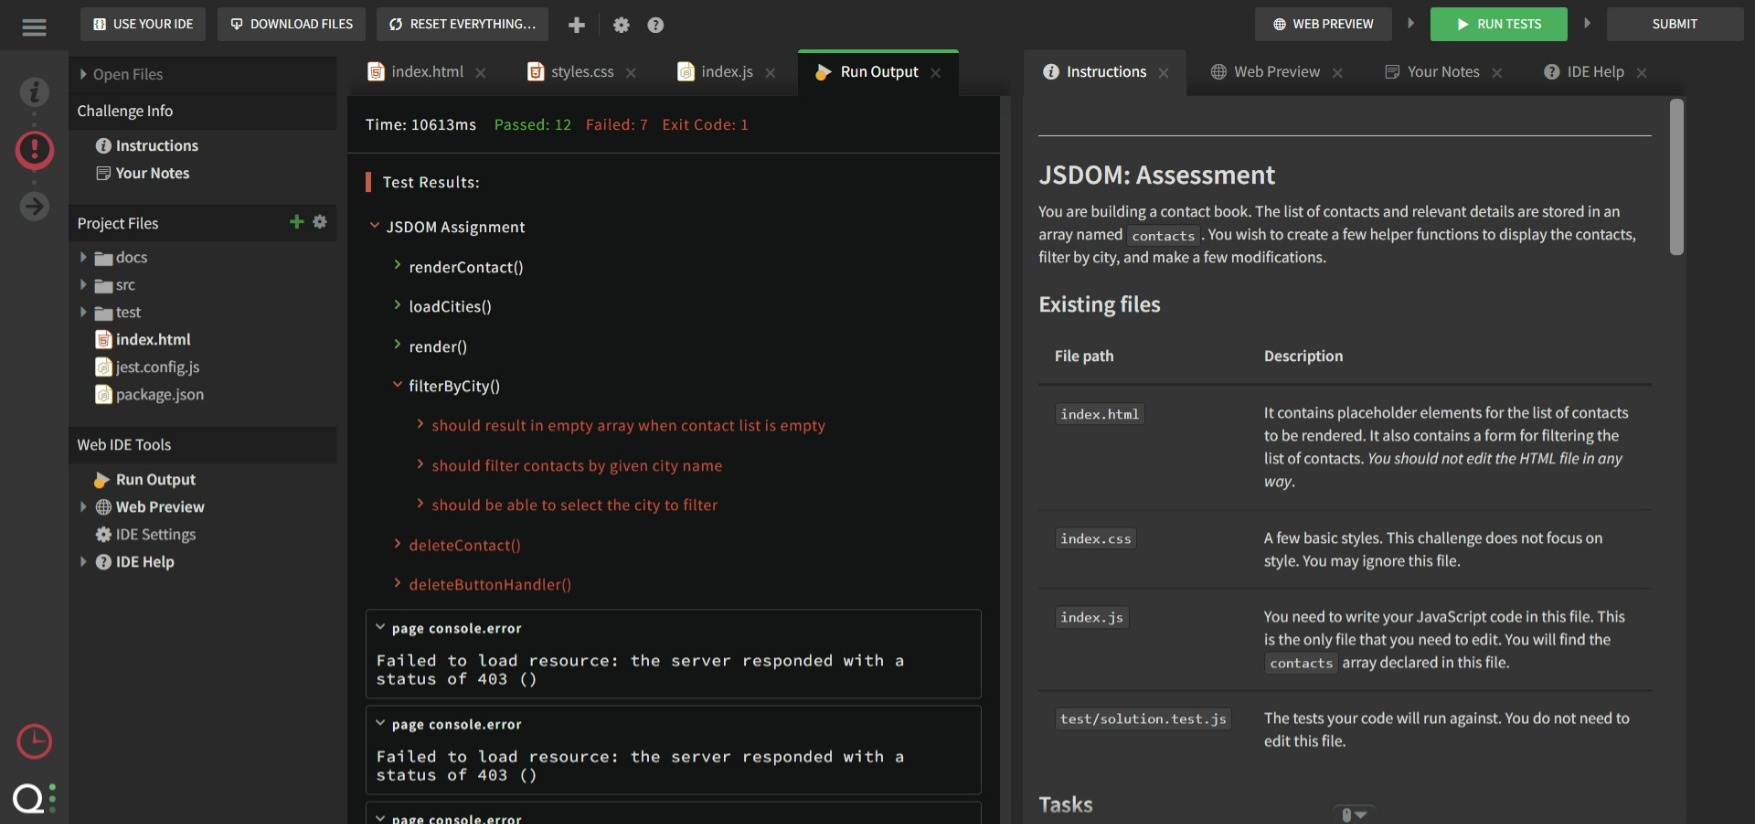 USE YOUR IDE
DOWNLOAD FILES
RESET EVERYTHING...
WEB PREVIEW
RUN TESTS
SUBMIT
Open Files
Challenge Info
Instructions
Your Notes
Project Files
docs
src
test
index.html
jest.config.js
package.json
Web IDE Tools
Run Output
Web Preview
IDE Settings
IDE Help
index.html
styles.css
index.js
Run Output
Time: 10613ms Passed: 12 Failed: 7 Exit Code: 1
Test Results:
JSDOM Assignment
renderContact()
loadCities()
render()
filterByCity()
should result in empty array when contact list is empty
should filter contacts by given city name
should be able to select the city to filter
deleteContact()
deleteButtonHandler()
page console.error
Failed to load resource: the server responded with a
status of 403 ()
page console.error
Failed to load resource: the server responded with a
status of 403 ()
page console.error
Instructions
Web Preview
Your Notes
IDE Help
JSDOM: Assessment
You are building a contact book. The list of contacts and relevant details are stored in an
array named contacts. You wish to create a few helper functions to display the contacts,
filter by city, and make a few modifications.
Existing files
File path Description
index.html It contains placeholder elements for the list of contacts
to be rendered. It also contains a form for filtering the
list of contacts. You should not edit the HTML file in any
way.
index.css A few basic styles. This challenge does not focus on
style. You may ignore this file.
index.js You need to write your JavaScript code in this file. This
is the only file that you need to edit. You will find the
contacts array declared in this file.
test/solution.test.js The tests your code will run against. You do not need to
edit this file.
Tasks